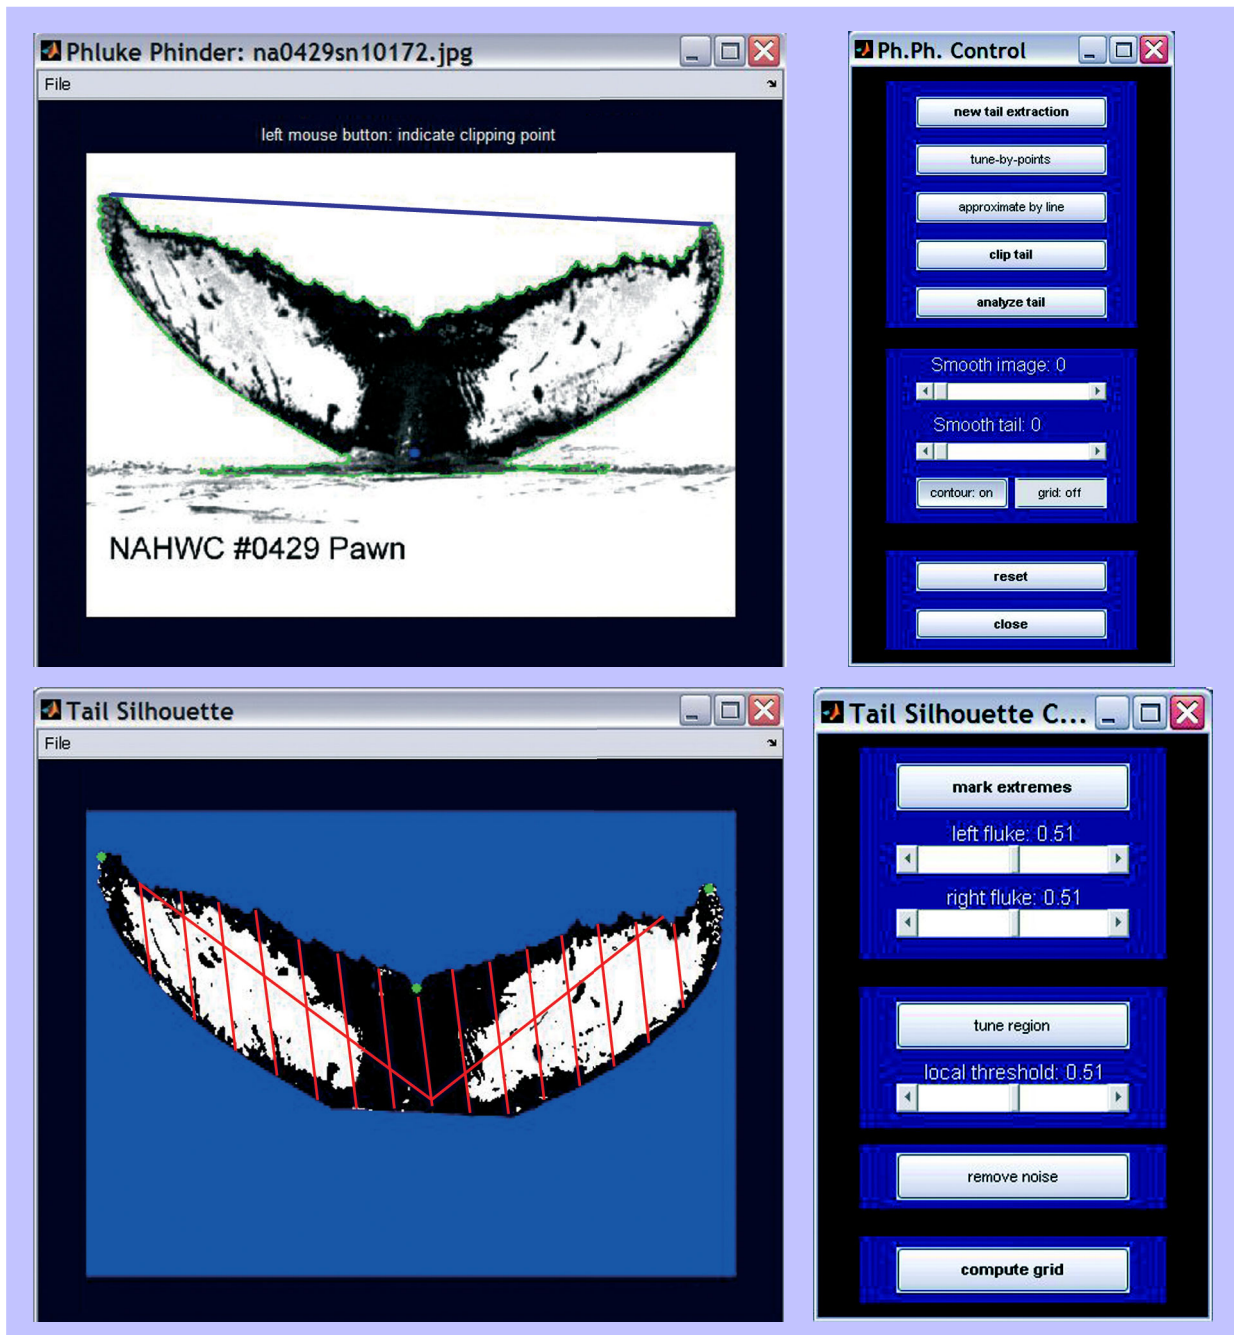 Phluke Phinder: na0429sn10172.jpg
File
left mouse button: indicate clipping point
NAHWC #0429 Pawn
Ph.Ph. Control
new tail extraction
tune-by-points
approximate by line
clip tail
analyze tail
Smooth image: 0
Smooth tail: 0
contour: on
grid: off
reset
close
Tail Silhouette
File
Tail Silhouette C...
mark extremes
left fluke: 0.51
right fluke: 0.51
tune region
local threshold: 0.51
remove noise
compute grid